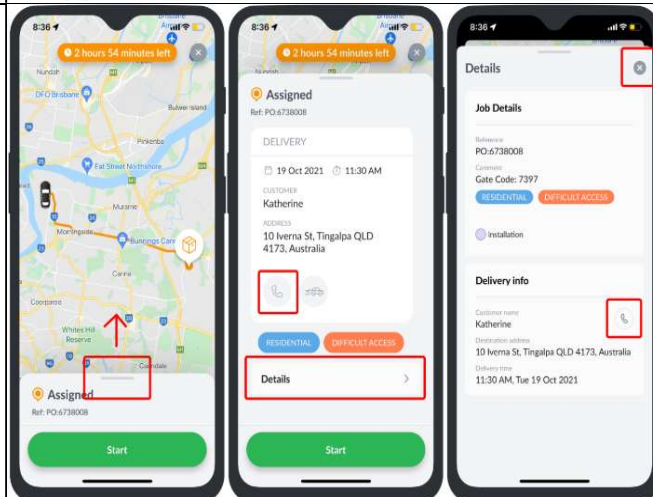 8:36
Brisbane
2 hours 54 minutes left
Nundah
DFO Brisbane
Bulwer Island
Pinkenba
Eat Street Northshore
Murarrie
Morningside
Bunnings
Carina
Coorparoo
Whites Hill
Reserve
Carindale
Assigned
Ref: PO:6738008
Start
8:36
2 hours 54 minutes left
Assigned
Ref: PO:6738008
DELIVERY
19 Oct 2021 11:30 AM
CUSTOMER
Katherine
ADDRESS
10 Iverna St, Tingalpa QLD
4173, Australia
RESIDENTIAL DIFFICULT ACCESS
Details
Start
8:36
Details
Job Details
Reference
PO:6738008
Comment
Gate Code: 7397
RESIDENTIAL DIFFICULT ACCESS
Installation
Delivery info
Customer name
Katherine
Destination address
10 Iverna St, Tingalpa QLD 4173, Australia
Delivery time
11:30 AM, Tue 19 Oct 2021